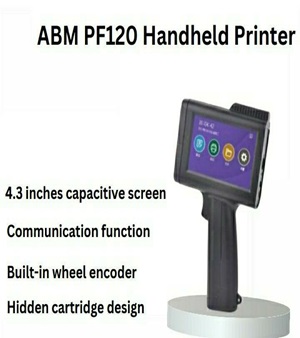 ABM PF120 Handheld Printer
4.3 inches capacitive screen
Communication function
Built-in wheel encoder
Hidden cartridge design